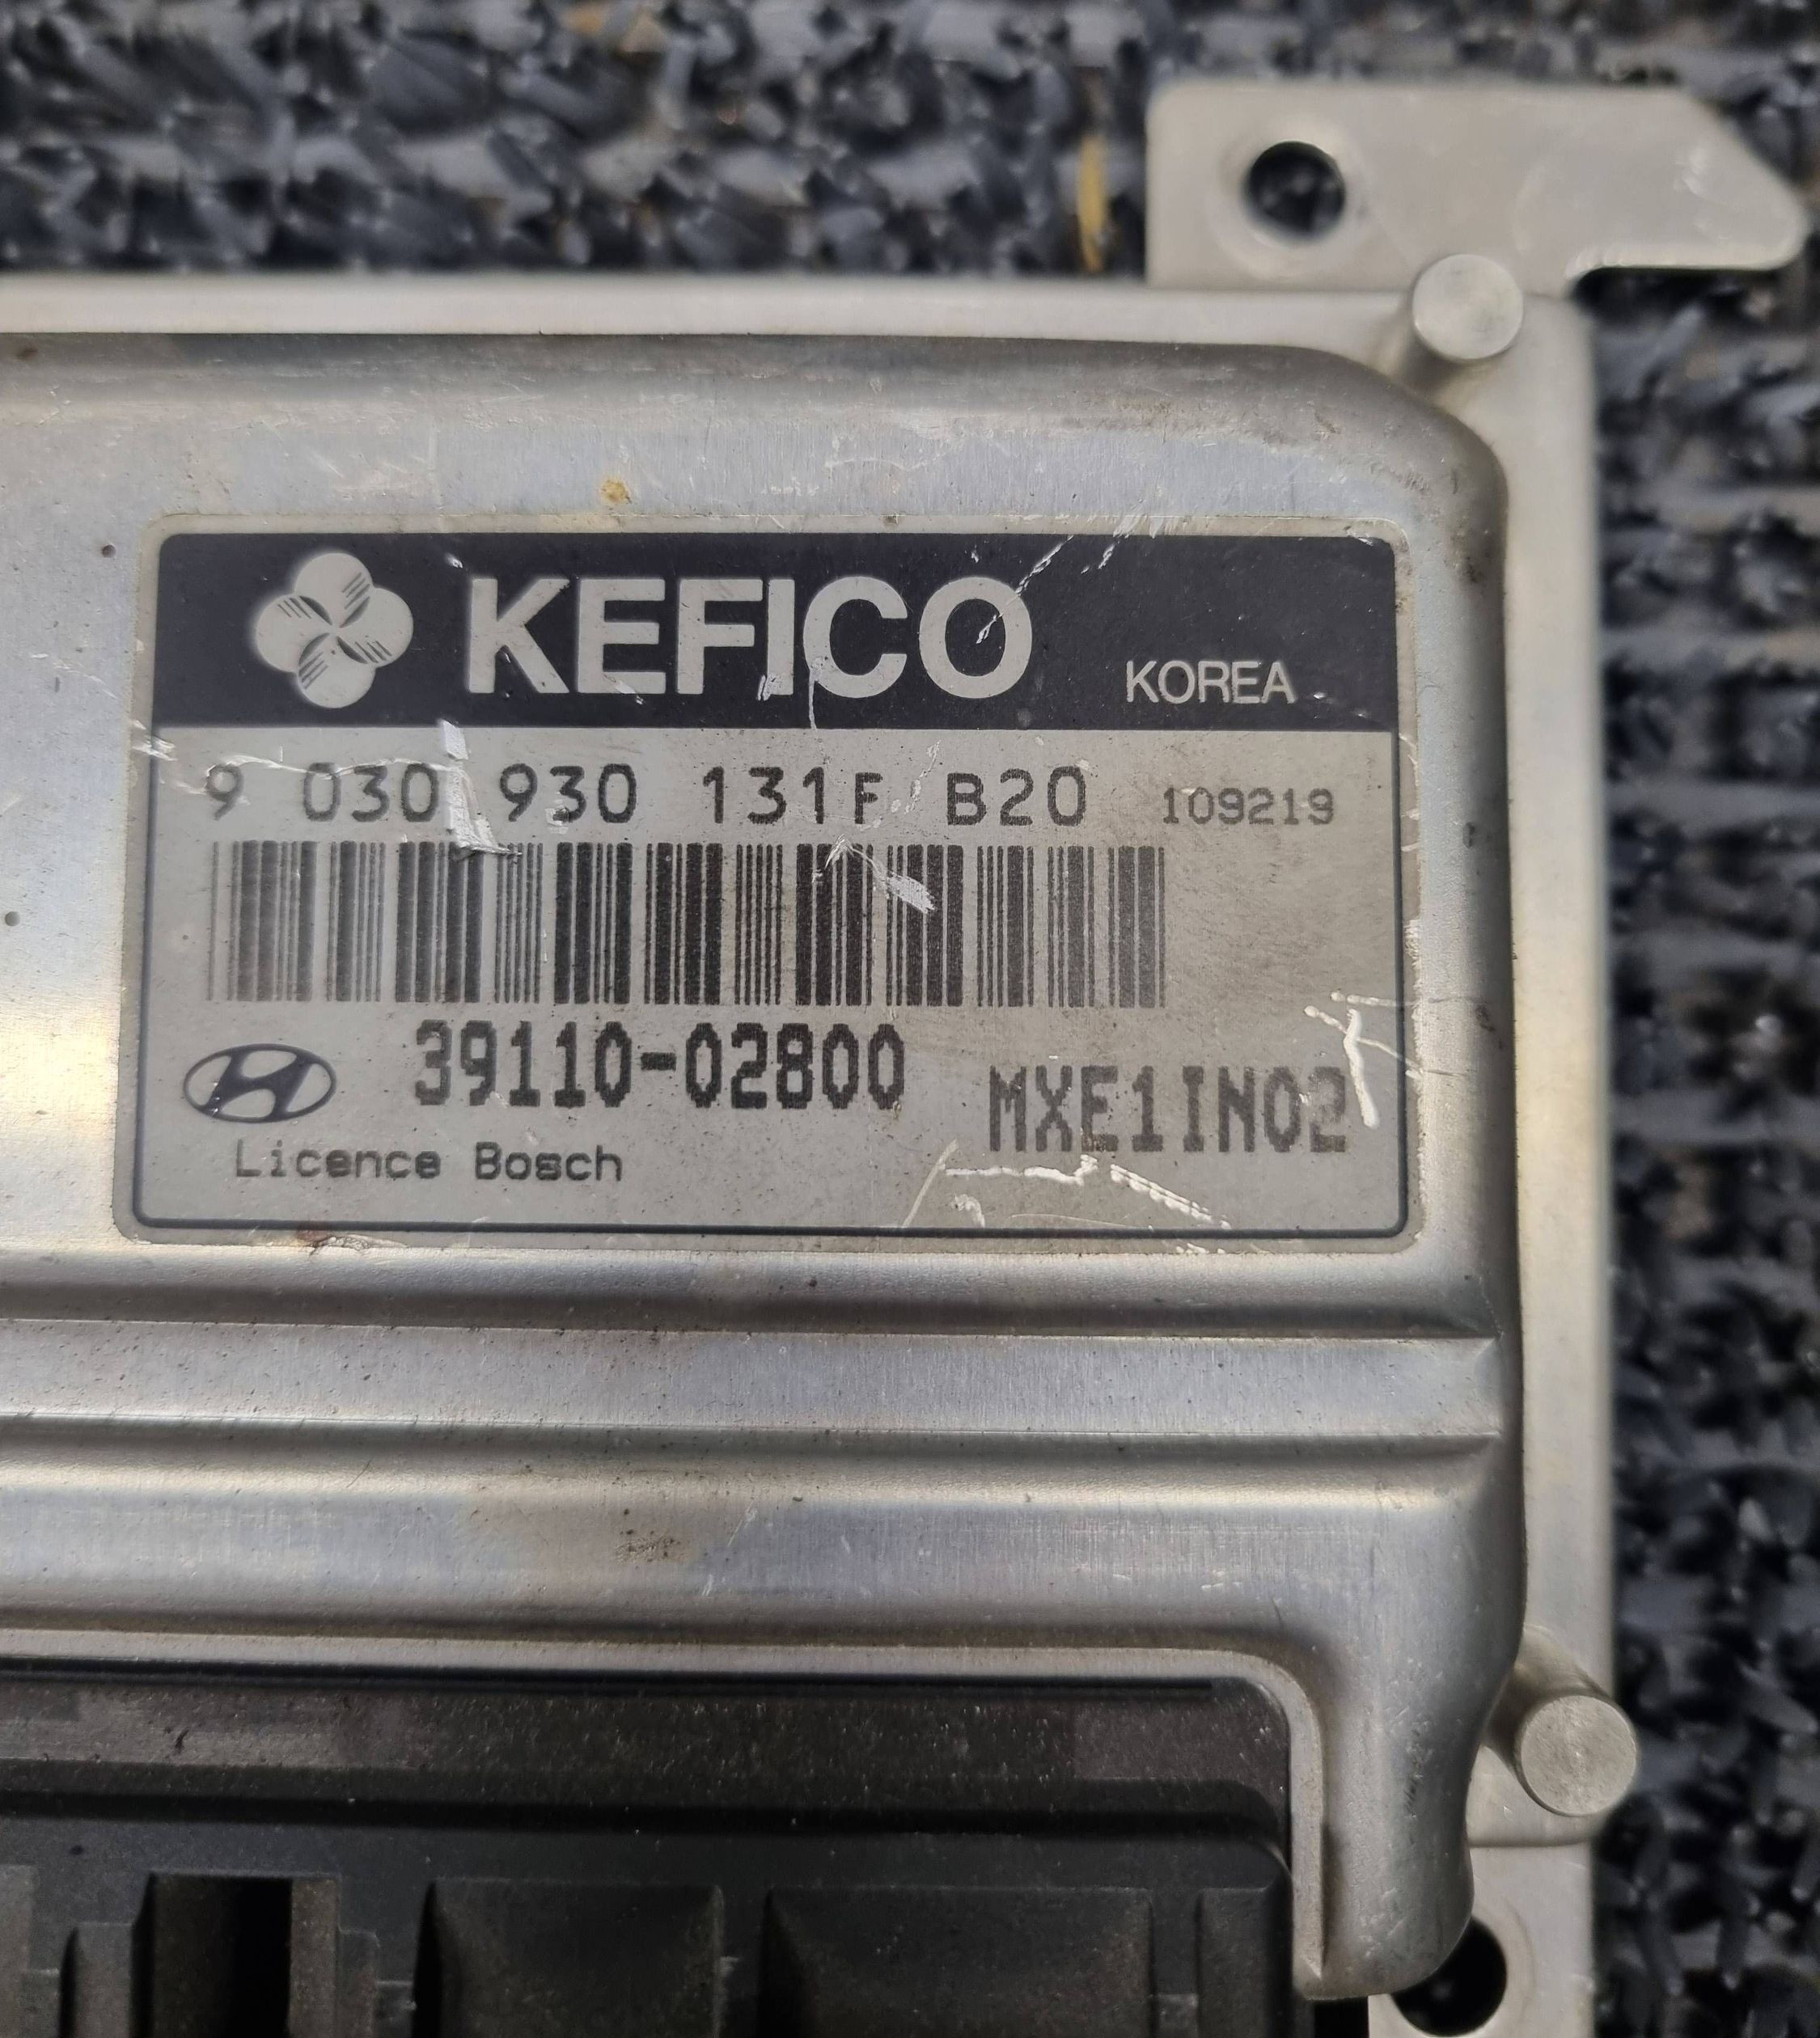 KEFICO KOREA
9 030 930 131F B20 109219
39110-02800 MXE1IN02
Licence Bosch